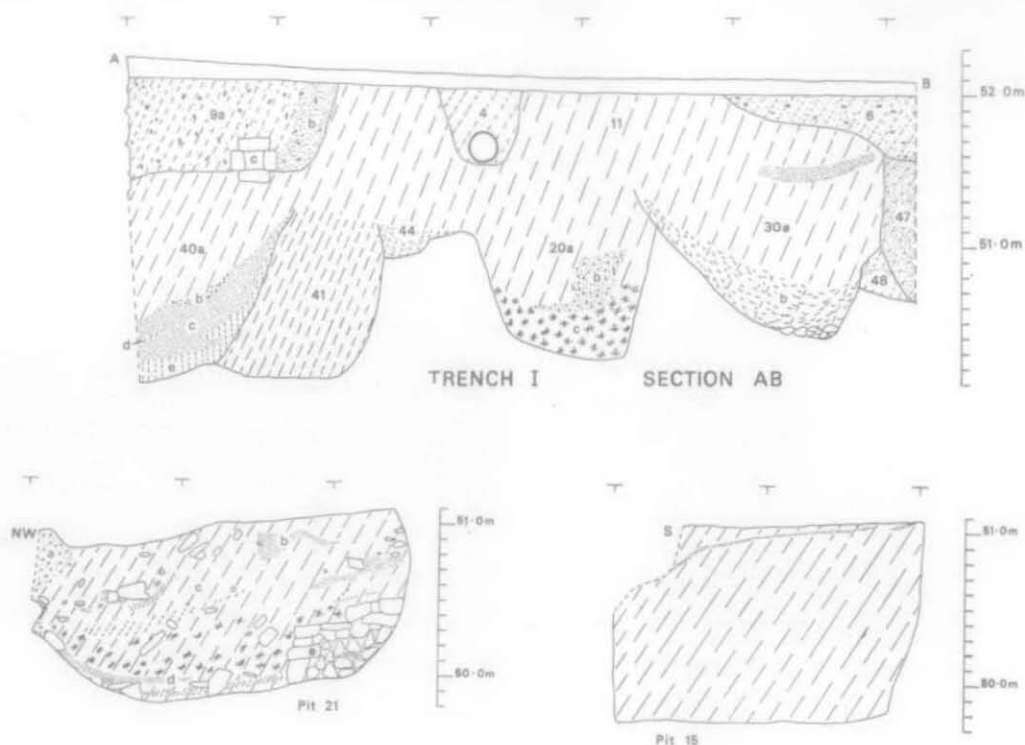 A
B
52·0m
9a
b
4
11
6
c
40a
44
20a
30a
47
51·0m
b
41
b
48
c
b
d
c
e
TRENCH I SECTION AB
NW
a
b
51·0m
S
51·0m
c
e
d
50·0m
50·0m
Pit 21
Pit 15